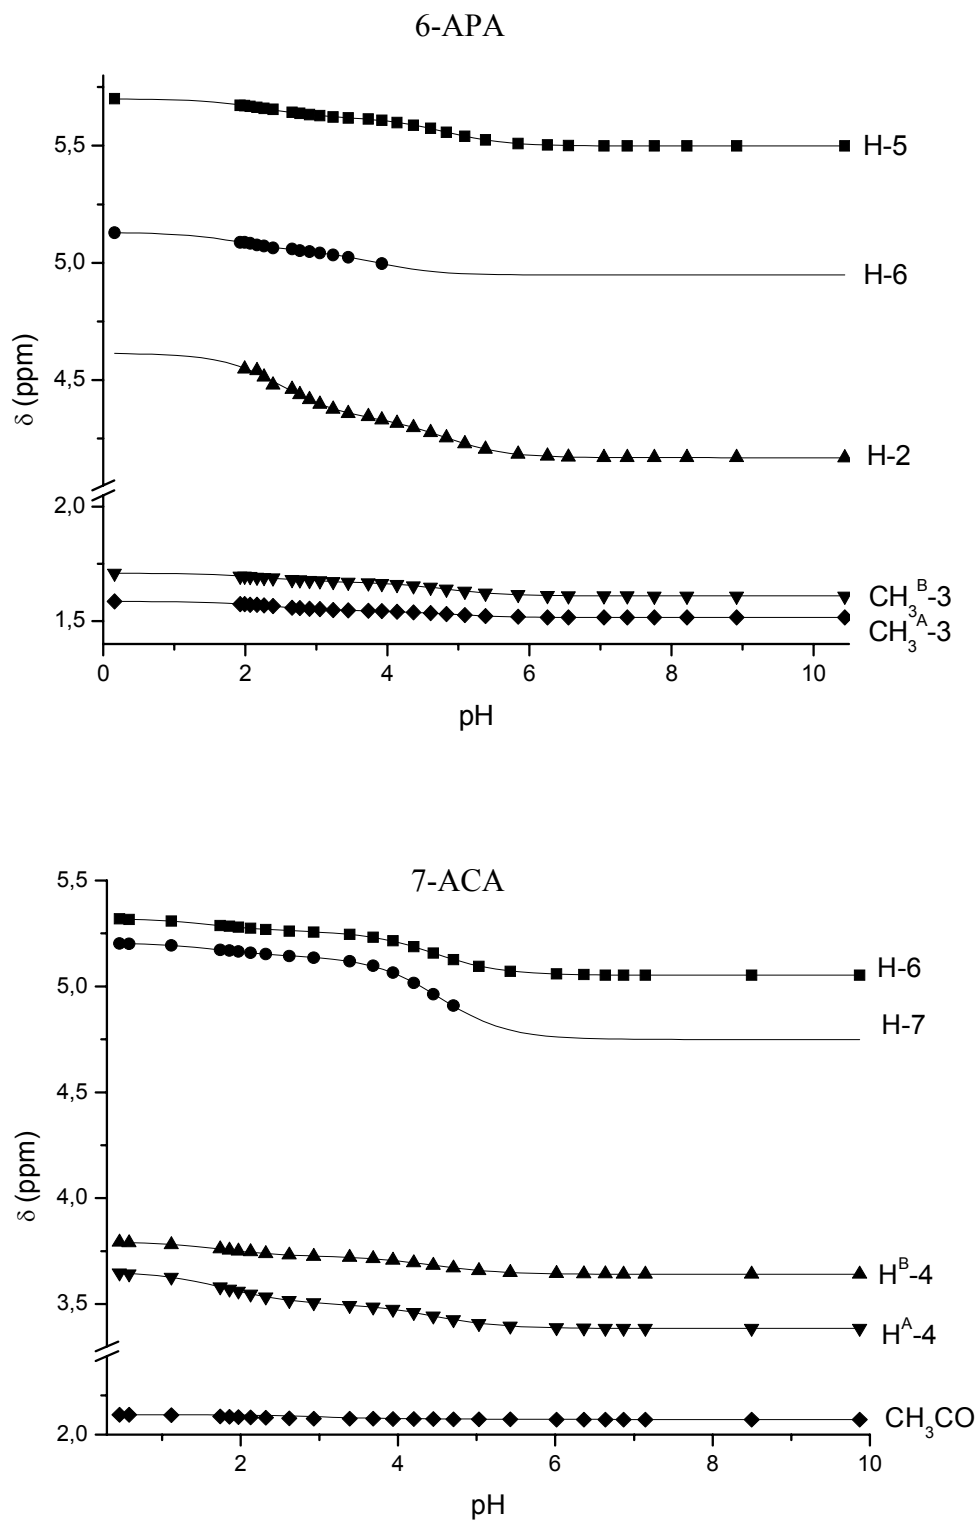 6-APA
5,5
H-5
5,0
H-6
δ (ppm)
4,5
H-2
2,0
CH₃ᴮ-3
1,5
CH₃ᴬ-3
0 2 4 6 8 10
pH
7-ACA
5,5
H-6
5,0
H-7
4,5
δ (ppm)
4,0
Hᴮ-4
3,5
Hᴬ-4
CH₃CO
2,0
2 4 6 8 10
pH